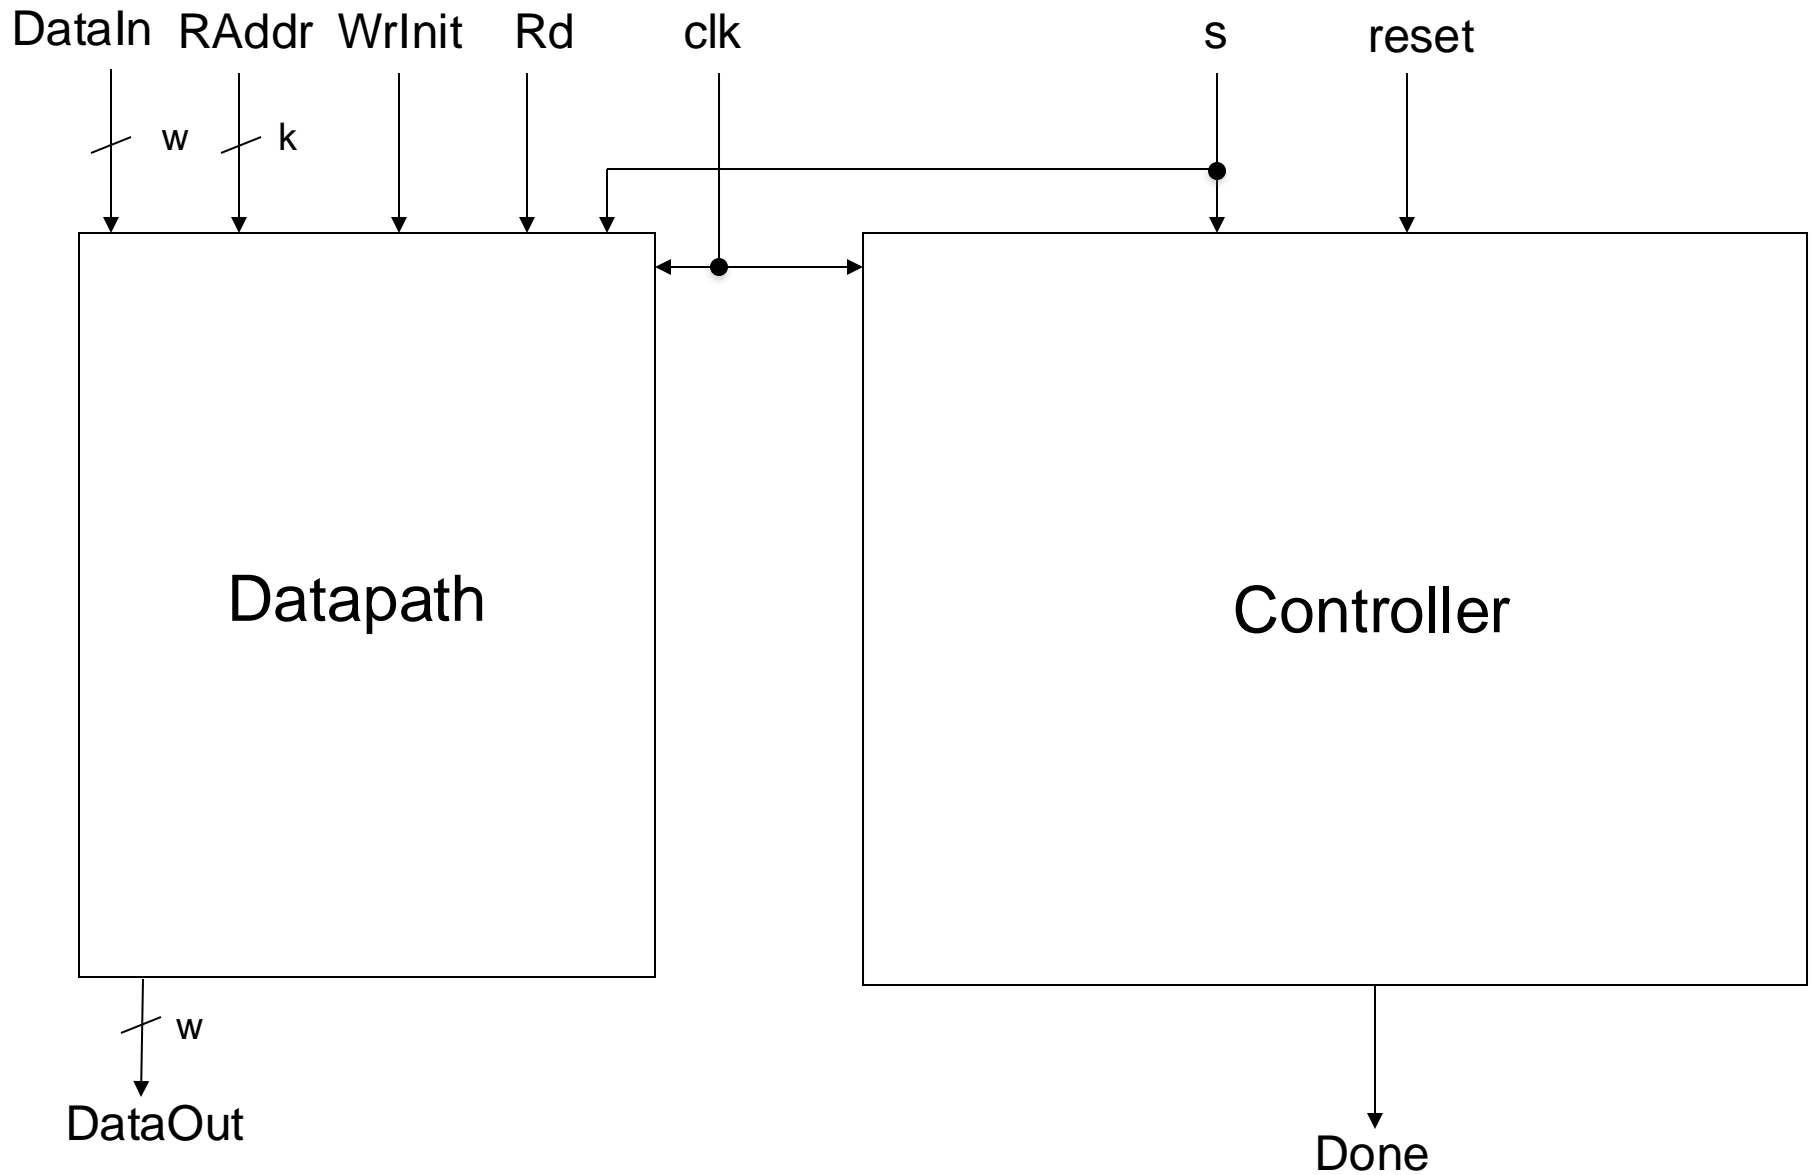 DataIn RAddr WrInit Rd clk s reset
w k
Datapath Controller
w
DataOut
Done